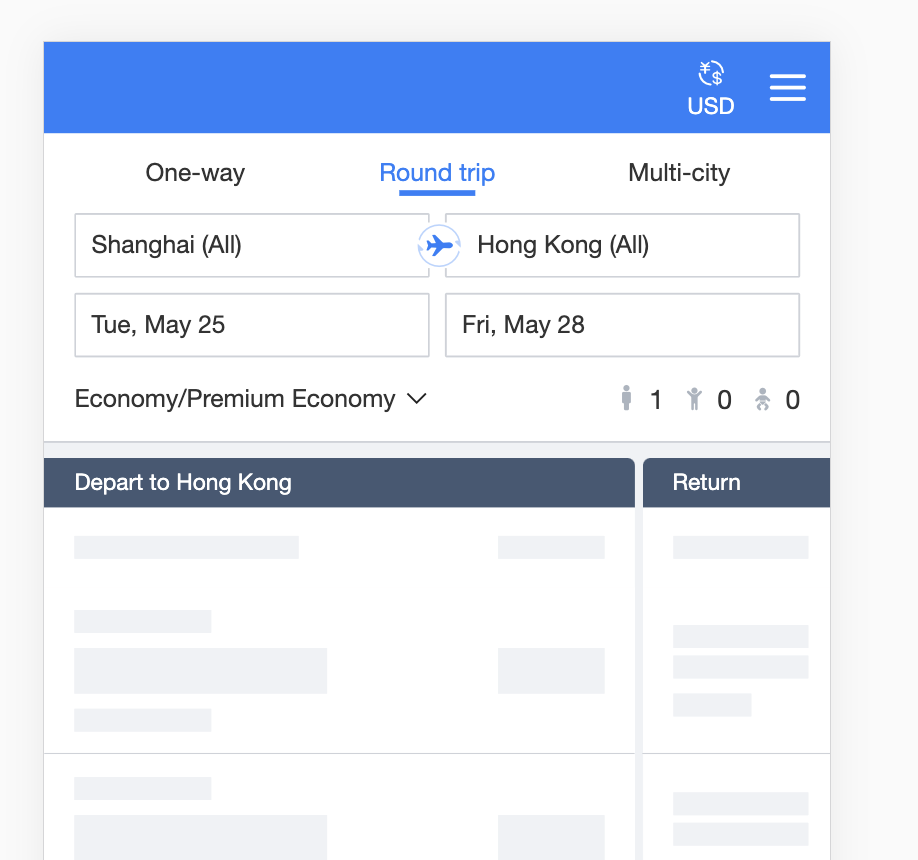 USD
One-way Round trip Multi-city
Shanghai (All) Hong Kong (All)
Tue, May 25 Fri, May 28
Economy/Premium Economy 1 0 0
Depart to Hong Kong Return